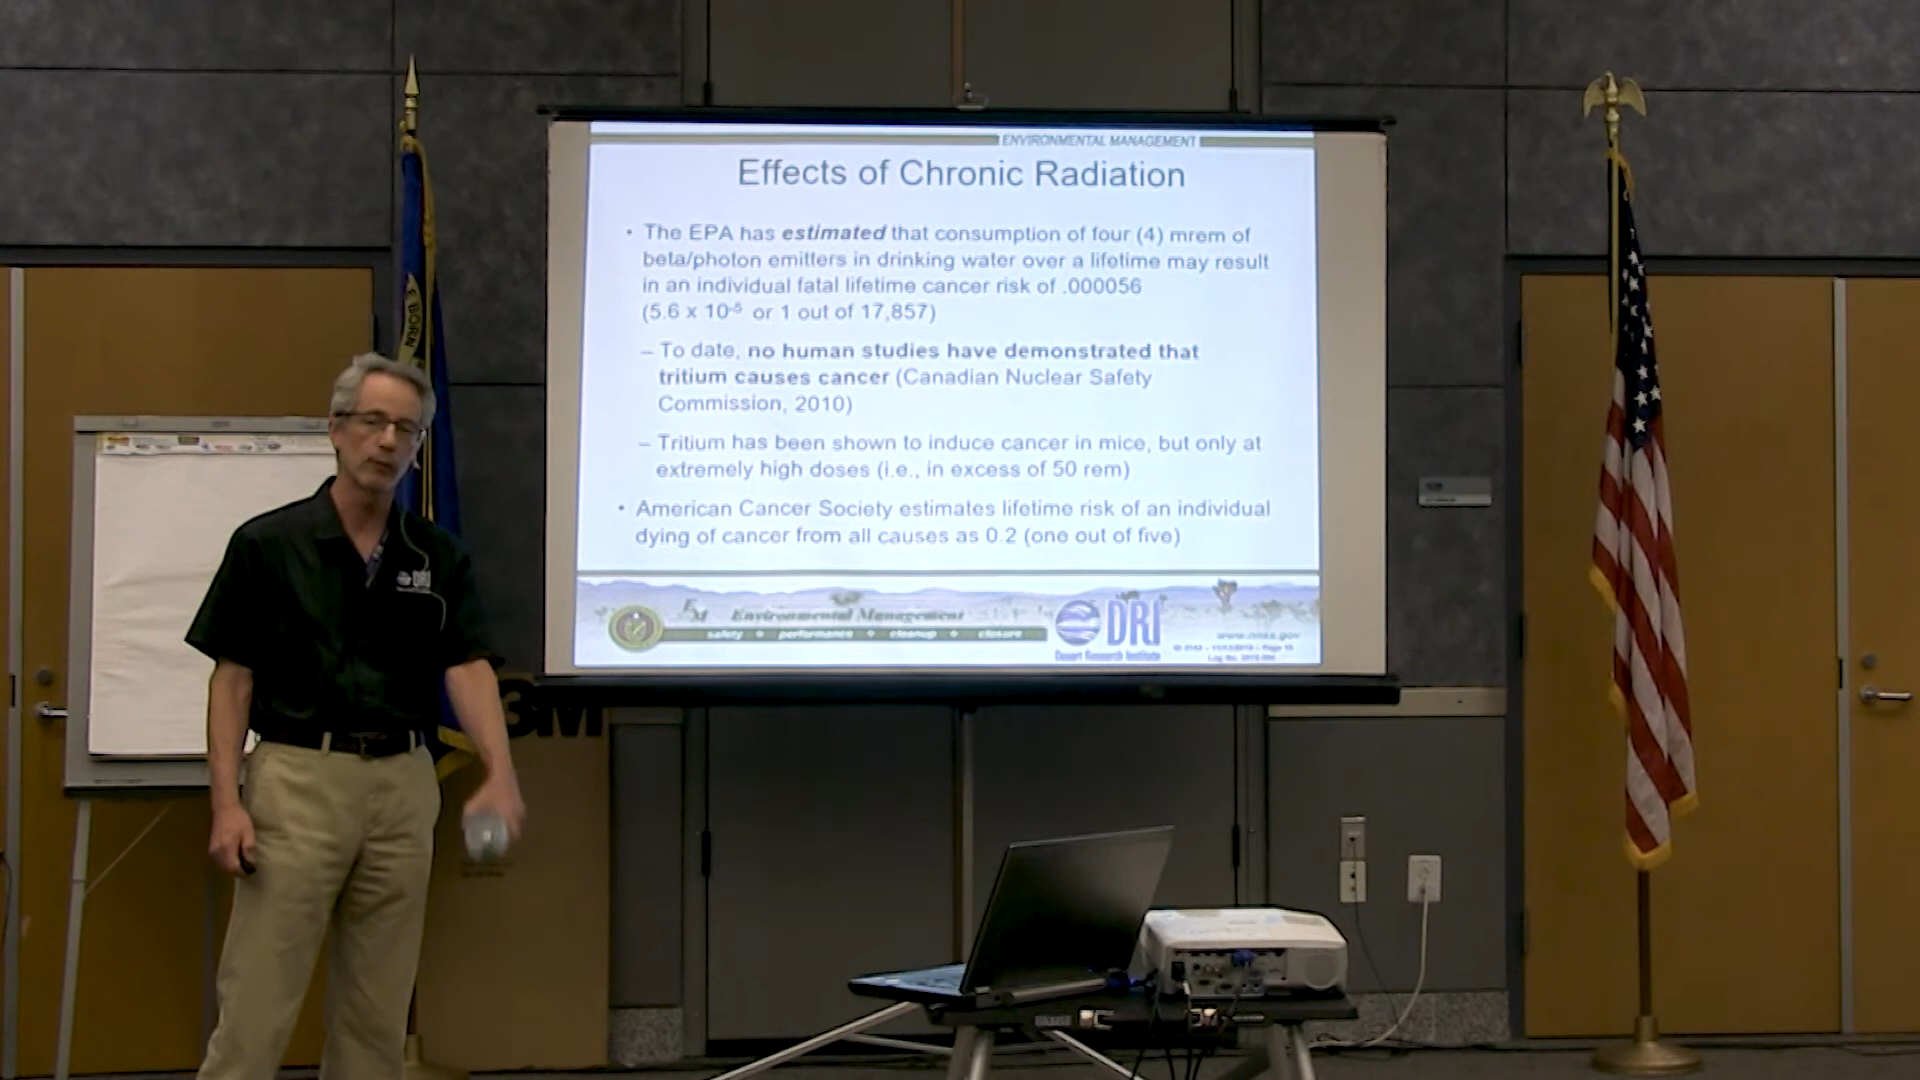 ENVIRONMENTAL MANAGEMENT
Effects of Chronic Radiation
• The EPA has estimated that consumption of four (4) mrem of
beta/photon emitters in drinking water over a lifetime may result
in an individual fatal lifetime cancer risk of .000056
(5.6 x 10⁻⁵ or 1 out of 17,857)
– To date, no human studies have demonstrated that
tritium causes cancer (Canadian Nuclear Safety
Commission, 2010)
– Tritium has been shown to induce cancer in mice, but only at
extremely high doses (i.e., in excess of 50 rem)
• American Cancer Society estimates lifetime risk of an individual
dying of cancer from all causes as 0.2 (one out of five)
EM Environmental Management
safety performance cleanup closure
DRI
Desert Research Institute
www.nnss.gov
BORN
DRI
3M